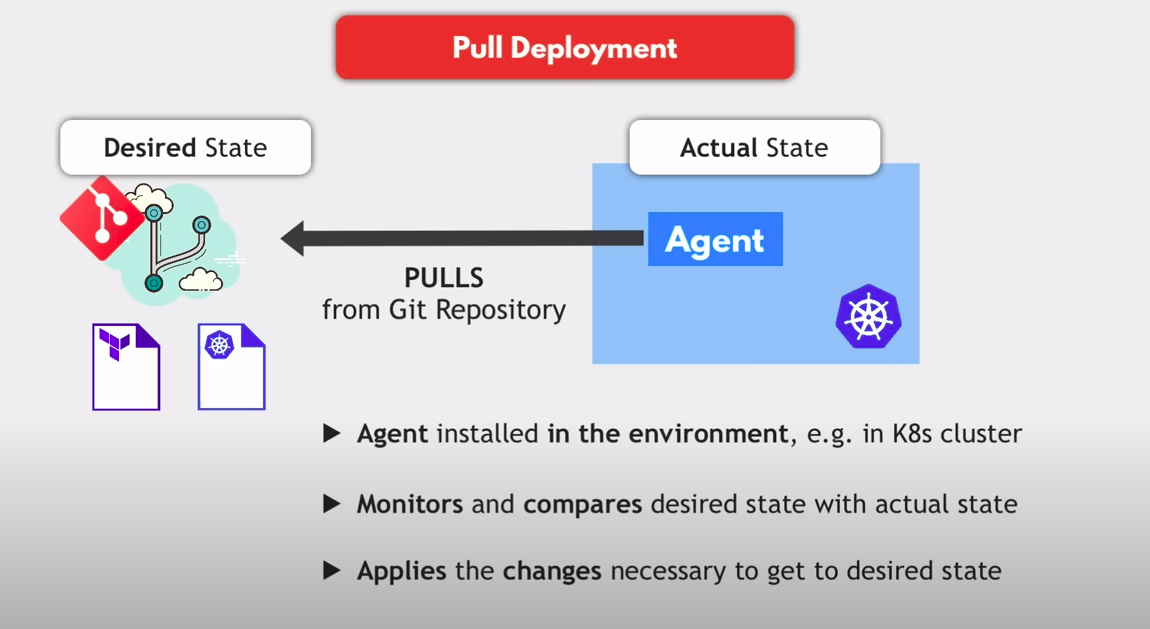 Pull Deployment
Desired State
Actual State
Agent
PULLS
from Git Repository
Agent installed in the environment, e.g. in K8s cluster
Monitors and compares desired state with actual state
Applies the changes necessary to get to desired state